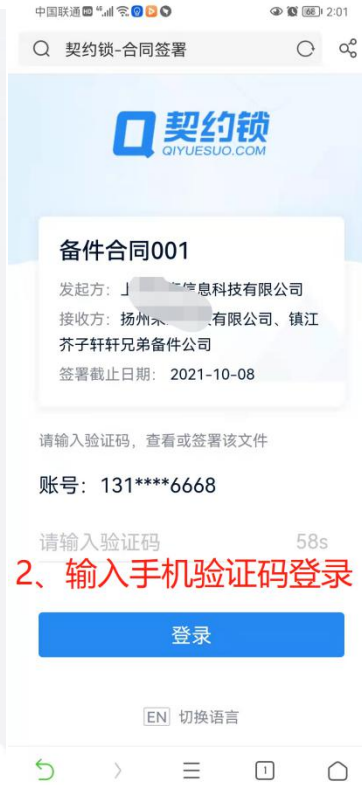 中国联通 2:01
契约锁-合同签署
契约锁
QIYUESUO.COM
备件合同001
发起方: 上 信息科技有限公司
接收方: 扬州 有限公司、镇江
芥子轩轩兄弟备件公司
签署截止日期: 2021-10-08
请输入验证码，查看或签署该文件
账号: 131****6668
请输入验证码 58s
2、输入手机验证码登录
登录
EN 切换语言
1